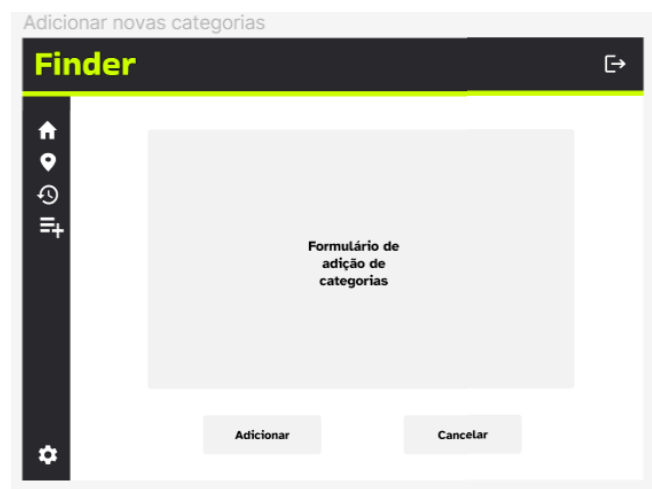 Adicionar novas categorias
Finder
Formulário de
adição de
categorias
Adicionar
Cancelar